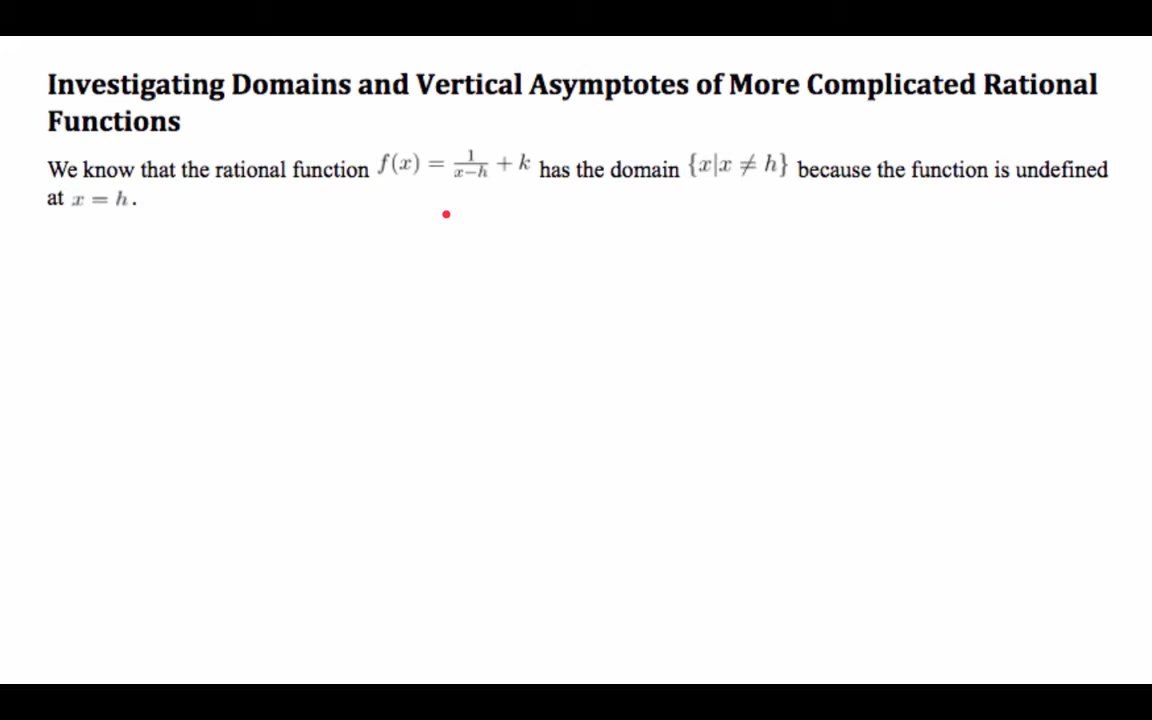 Investigating Domains and Vertical Asymptotes of More Complicated Rational
Functions
We know that the rational function f(x) = \frac{1}{x-h} + k has the domain {x|x ≠ h} because the function is undefined
at x = h.